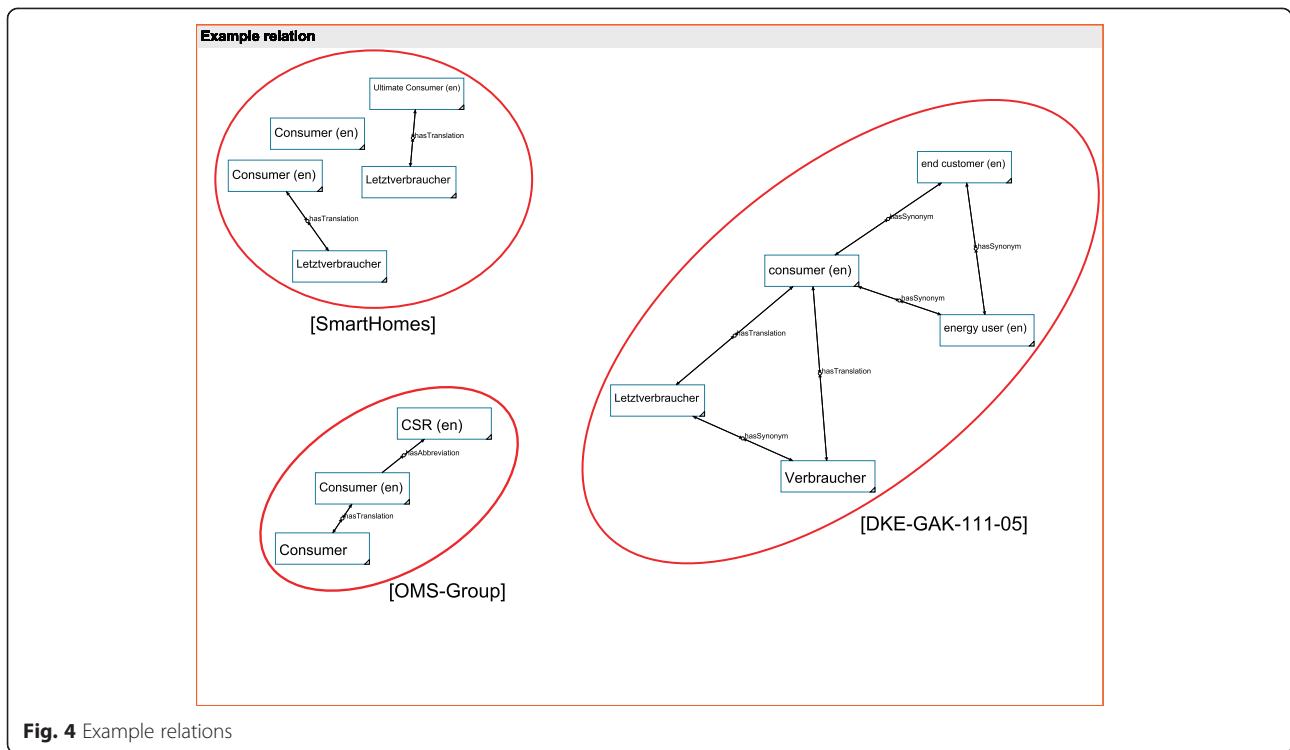 Example relation
Ultimate Consumer (en)
hasTranslation
Letztverbraucher
Consumer (en)
Consumer (en)
hasTranslation
Letztverbraucher
[SmartHomes]
end customer (en)
hasSynonym
hasSynonym
consumer (en)
hasSynonym
energy user (en)
hasTranslation
hasTranslation
Letztverbraucher
hasSynonym
Verbraucher
[DKE-GAK-111-05]
CSR (en)
hasAbbreviation
Consumer (en)
hasTranslation
Consumer
[OMS-Group]
Fig. 4 Example relations